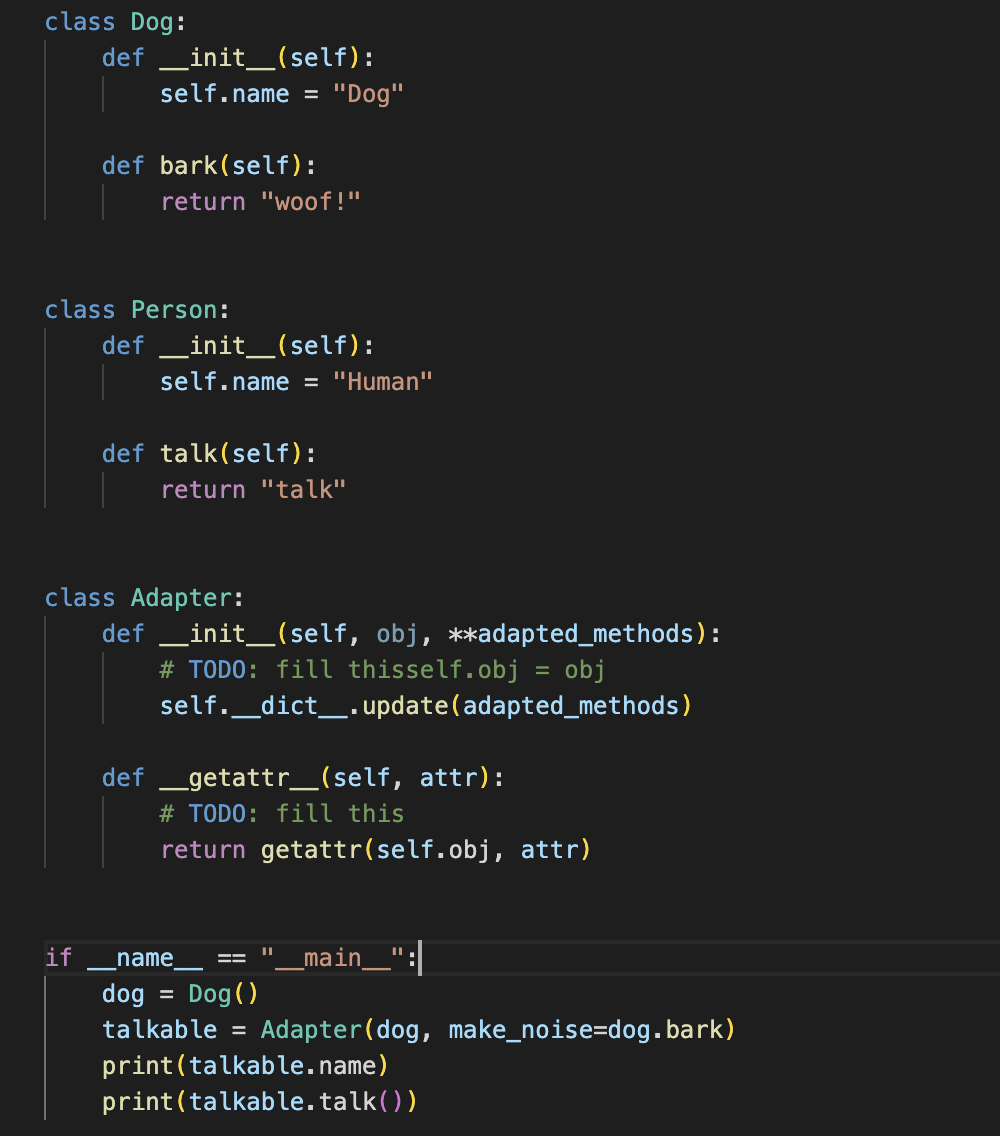 class Dog:
    def __init__(self):
        self.name = "Dog"

    def bark(self):
        return "woof!"


class Person:
    def __init__(self):
        self.name = "Human"

    def talk(self):
        return "talk"


class Adapter:
    def __init__(self, obj, **adapted_methods):
        # TODO: fill thisself.obj = obj
        self.__dict__.update(adapted_methods)

    def __getattr__(self, attr):
        # TODO: fill this
        return getattr(self.obj, attr)


if __name__ == "__main__":
    dog = Dog()
    talkable = Adapter(dog, make_noise=dog.bark)
    print(talkable.name)
    print(talkable.talk())